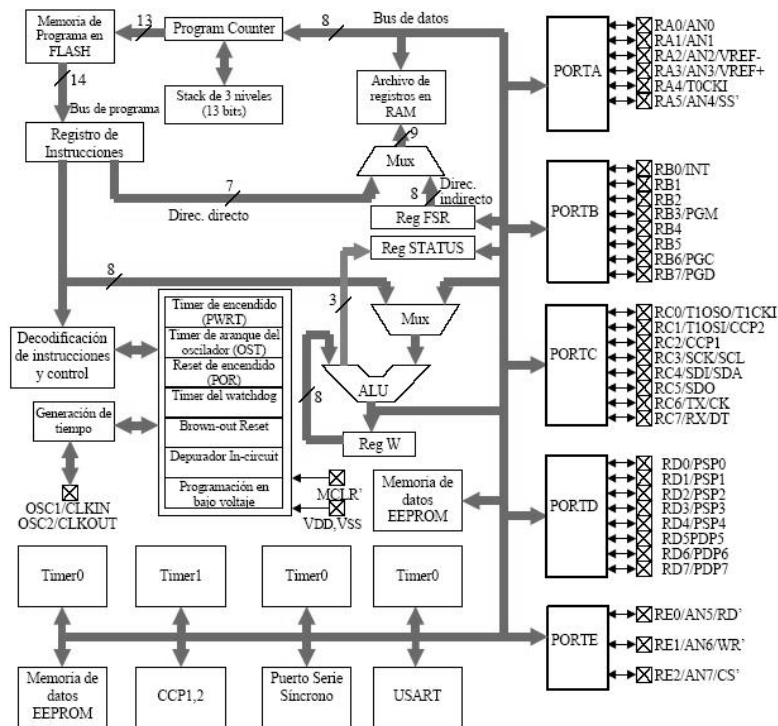 Memoria de
Programa en
FLASH
13
Program Counter
8
Bus de datos
14
Bus de programa
Stack de 3 niveles
(13 bits)
Archivo de
registros en
RAM
9
Registro de
Instrucciones
Mux
7
Direc. directo
8
Direc.
indirecto
Reg FSR
Reg STATUS
8
3
Mux
Decodificación
de instrucciones
y control
Timer de encendido
(PWRT)
Timer de aranque del
oscilador (OST)
Reset de encendido
(POR)
Timer del watchdog
Brown-out Reset
Depurador In-circuit
Programación en
bajo voltaje
8
ALU
Reg W
Generación de
tiempo
OSC1/CLKIN
OSC2/CLKOUT
MCLR'
VDD,VSS
Memoria de
datos
EEPROM
Timer0
Timer1
Timer0
Timer0
Memoria de
datos
EEPROM
CCP1,2
Puerto Serie
Síncrono
USART
PORTA
RA0/AN0
RA1/AN1
RA2/AN2/VREF-
RA3/AN3/VREF+
RA4/T0CKI
RA5/AN4/SS'
PORTB
RB0/INT
RB1
RB2
RB3/PGM
RB4
RB5
RB6/PGC
RB7/PGD
PORTC
RC0/T1OSO/T1CKI
RC1/T1OSI/CCP2
RC2/CCP1
RC3/SCK/SCL
RC4/SDI/SDA
RC5/SDO
RC6/TX/CK
RC7/RX/DT
PORTD
RD0/PSP0
RD1/PSP1
RD2/PSP2
RD3/PSP3
RD4/PSP4
RD5PDP5
RD6/PDP6
RD7/PDP7
PORTE
RE0/AN5/RD'
RE1/AN6/WR'
RE2/AN7/CS'